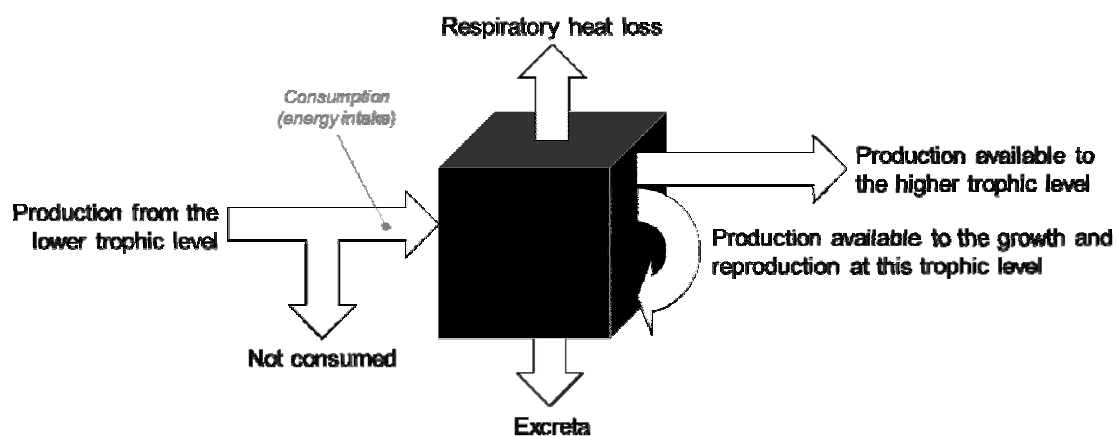 Respiratory heat loss
Consumption
(energy intake)
Production available to
the higher trophic level
Production from the
lower trophic level
Production available to the growth and
reproduction at this trophic level
Not consumed
Excreta